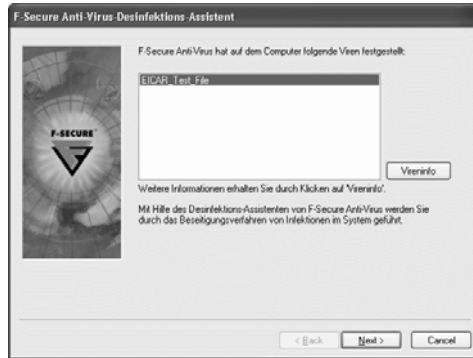 F-Secure Anti-Virus-Desinfektions-Assistent
F-Secure Anti-Virus hat auf dem Computer folgende Viren festgestellt:
EICAR_Test_File
F-SECURE
Vireninfo
Weitere Informationen erhalten Sie durch Klicken auf 'Vireninfo'.
Mit Hilfe des Desinfektions-Assistenten von F-Secure Anti-Virus werden Sie
durch das Beseitigungsverfahren von Infektionen im System geführt.
< Back
Next >
Cancel